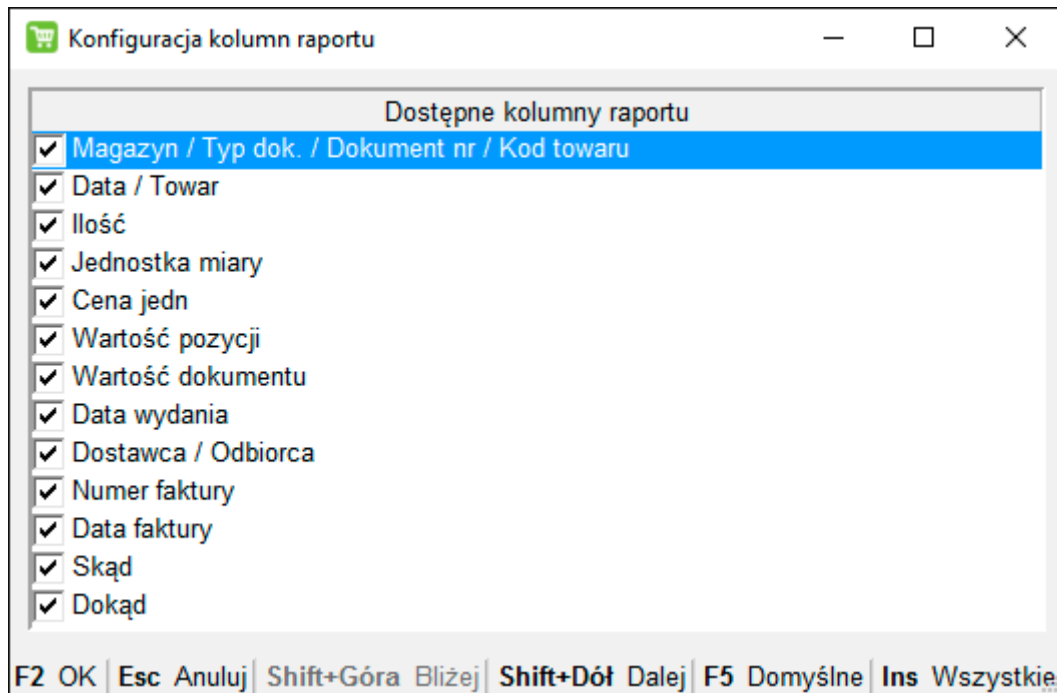 Konfiguracja kolumn raportu
Dostępne kolumny raportu
Magazyn / Typ dok. / Dokument nr / Kod towaru
Data / Towar
Ilość
Jednostka miary
Cena jedn
Wartość pozycji
Wartość dokumentu
Data wydania
Dostawca / Odbiorca
Numer faktury
Data faktury
Skąd
Dokąd
F2 OK Esc Anuluj Shift+Góra Bliżej Shift+Dół Dalej F5 Domyślne Ins Wszystkie